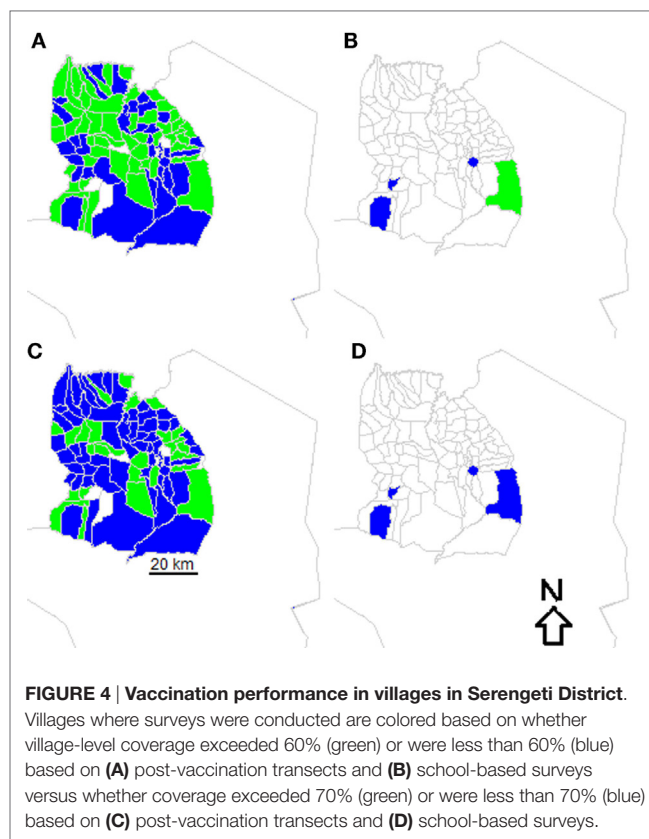 A
B
C
D
20 km
N
FIGURE 4 | Vaccination performance in villages in Serengeti District.
Villages where surveys were conducted are colored based on whether
village-level coverage exceeded 60% (green) or were less than 60% (blue)
based on (A) post-vaccination transects and (B) school-based surveys
versus whether coverage exceeded 70% (green) or were less than 70% (blue)
based on (C) post-vaccination transects and (D) school-based surveys.